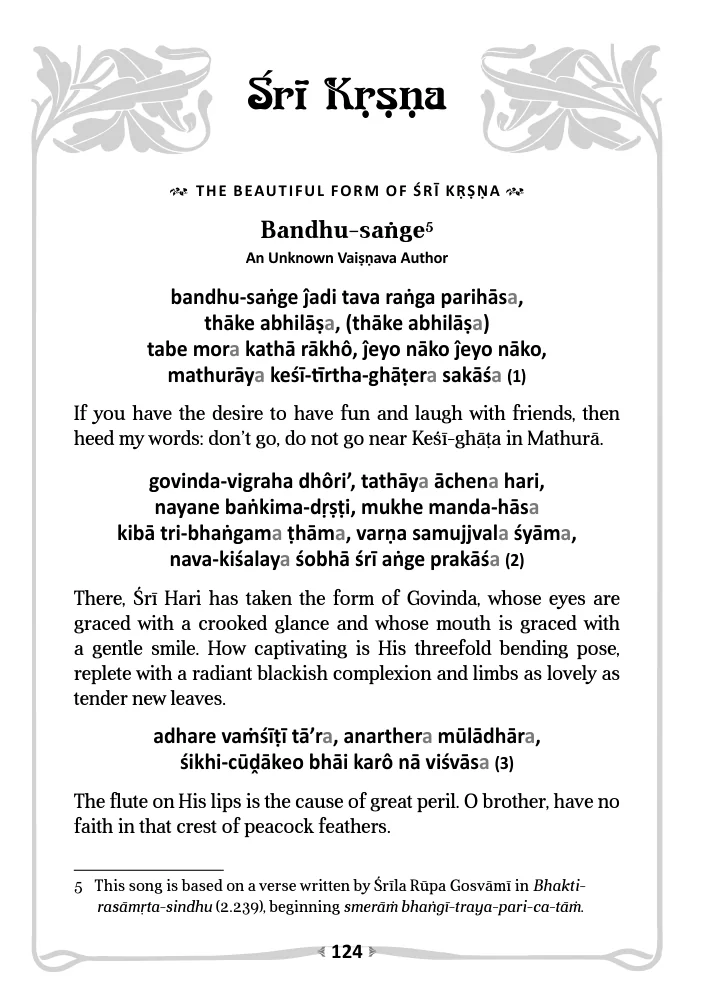 Śrī Kṛṣṇa
THE BEAUTIFUL FORM OF ŚRĪ KṚṢṆA
Bandhu-saṅge⁵
An Unknown Vaiṣṇava Author
bandhu-saṅge ĵadi tava raṅga parihāsa,
thāke abhilāṣa, (thāke abhilāṣa)
tabe mora kathā rākhô, ĵeyo nāko ĵeyo nāko,
mathurāya keśī-tīrtha-ghāṭera sakāśa (1)
If you have the desire to have fun and laugh with friends, then
heed my words: don't go, do not go near Keśī-ghāṭa in Mathurā.
govinda-vigraha dhôri', tathāya āchena hari,
nayane baṅkima-dṛṣṭi, mukhe manda-hāsa
kibā tri-bhaṅgama ṭhāma, varṇa samujjvala śyāma,
nava-kiśalaya śobhā śrī aṅge prakāśa (2)
There, Śrī Hari has taken the form of Govinda, whose eyes are
graced with a crooked glance and whose mouth is graced with
a gentle smile. How captivating is His threefold bending pose,
replete with a radiant blackish complexion and limbs as lovely as
tender new leaves.
adhare vaṁśīṭī tā'ra, anarthera mūlādhāra,
śikhi-cūḓākeo bhāi karô nā viśvāsa (3)
The flute on His lips is the cause of great peril. O brother, have no
faith in that crest of peacock feathers.
5 This song is based on a verse written by Śrīla Rūpa Gosvāmī in Bhakti-
rasāmṛta-sindhu (2.239), beginning smerāṁ bhaṅgī-traya-pari-ca-tāṁ.
124